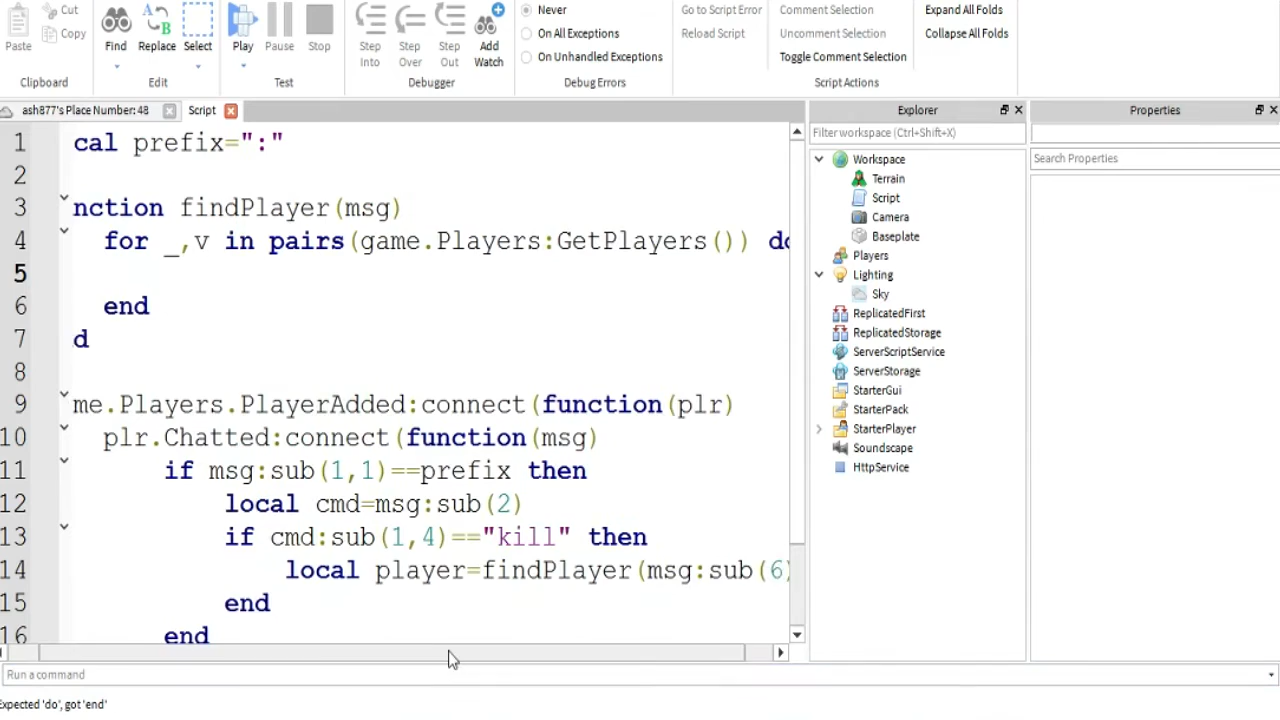 Cut
Copy
Paste
Clipboard
Find
Replace
Select
Edit
Play
Pause
Stop
Test
Step Into
Step Over
Step Out
Add Watch
Debugger
Never
On All Exceptions
On Unhandled Exceptions
Debug Errors
Go to Script Error
Reload Script
Comment Selection
Uncomment Selection
Toggle Comment Selection
Expand All Folds
Collapse All Folds
Script Actions
ash877's Place Number: 48
Script
1 cal prefix=":"
2
3 nction findPlayer(msg)
4 for _,v in pairs(game.Players:GetPlayers()) do
5
6 end
7 d
8
9 me.Players.PlayerAdded:connect(function(plr)
10 plr.Chatted:connect(function(msg)
11 if msg:sub(1,1)==prefix then
12 local cmd=msg:sub(2)
13 if cmd:sub(1,4)=="kill" then
14 local player=findPlayer(msg:sub(6)
15 end
16 end
Explorer
Filter workspace (Ctrl+Shift+X)
Workspace
Terrain
Script
Camera
Baseplate
Players
Lighting
Sky
ReplicatedFirst
ReplicatedStorage
ServerScriptService
ServerStorage
StarterGui
StarterPack
StarterPlayer
Soundscape
HttpService
Properties
Search Properties
Run a command
Expected 'do', got 'end'